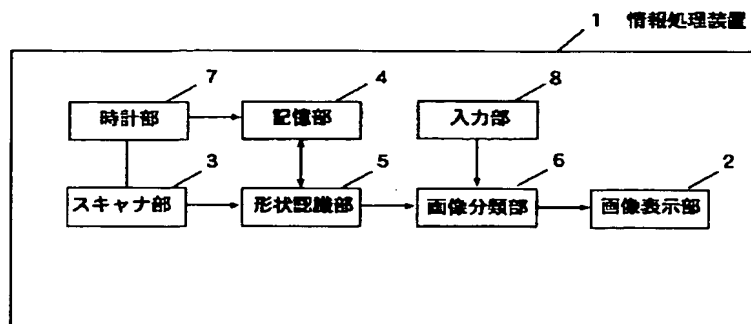 1 情報処理装置
7 4 8
時計部 記憶部 入力部
3 5 6 2
スキャナ部 形状認識部 画像分類部 画像表示部